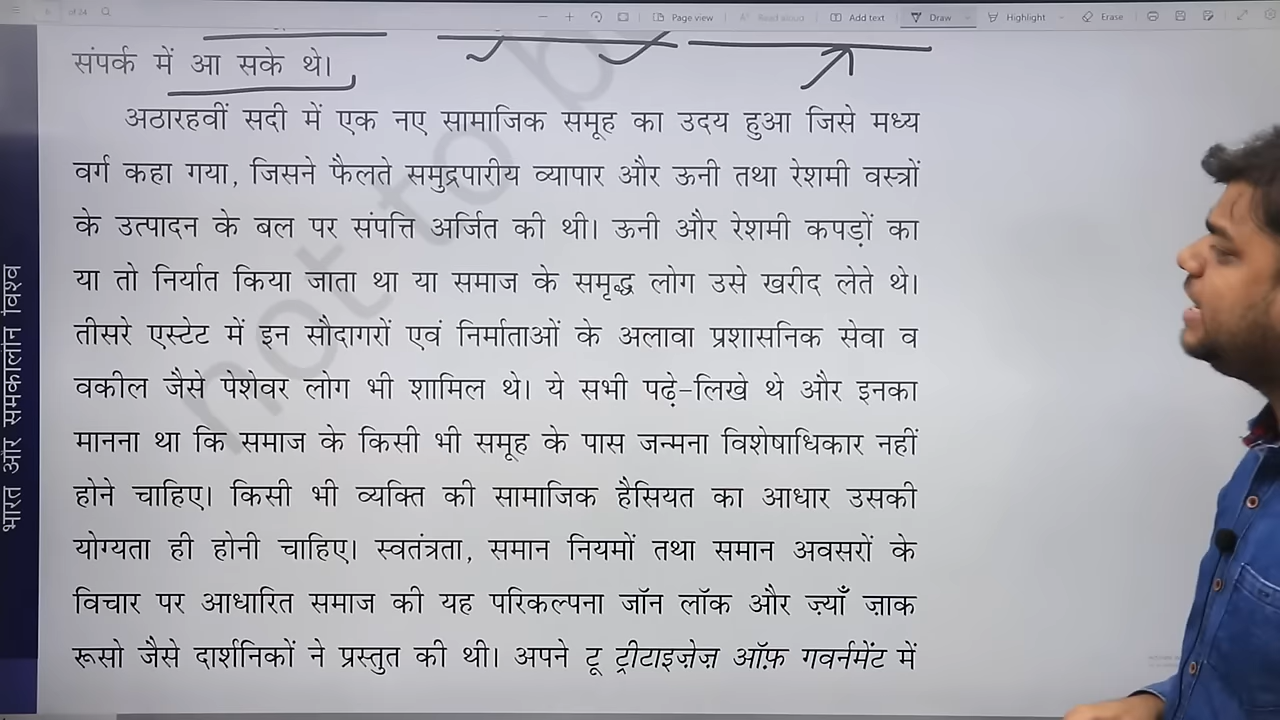 of 24
Page view
Read aloud
Add text
Draw
Highlight
Erase
संपर्क में आ सके थे।
अठारहवीं सदी में एक नए सामाजिक समूह का उदय हुआ जिसे मध्य
वर्ग कहा गया, जिसने फैलते समुद्रपारीय व्यापार और ऊनी तथा रेशमी वस्त्रों
के उत्पादन के बल पर संपत्ति अर्जित की थी। ऊनी और रेशमी कपड़ों का
या तो निर्यात किया जाता था या समाज के समृद्ध लोग उसे खरीद लेते थे।
तीसरे एस्टेट में इन सौदागरों एवं निर्माताओं के अलावा प्रशासनिक सेवा व
वकील जैसे पेशेवर लोग भी शामिल थे। ये सभी पढ़े-लिखे थे और इनका
मानना था कि समाज के किसी भी समूह के पास जन्मना विशेषाधिकार नहीं
होने चाहिए। किसी भी व्यक्ति की सामाजिक हैसियत का आधार उसकी
योग्यता ही होनी चाहिए। स्वतंत्रता, समान नियमों तथा समान अवसरों के
विचार पर आधारित समाज की यह परिकल्पना जॉन लॉक और ज़्याँ ज़ाक
रूसो जैसे दार्शनिकों ने प्रस्तुत की थी। अपने टू ट्रीटाइज़ेज़ ऑफ़ गवर्नमेंट में
भारत और समकालीन विश्व
not to b